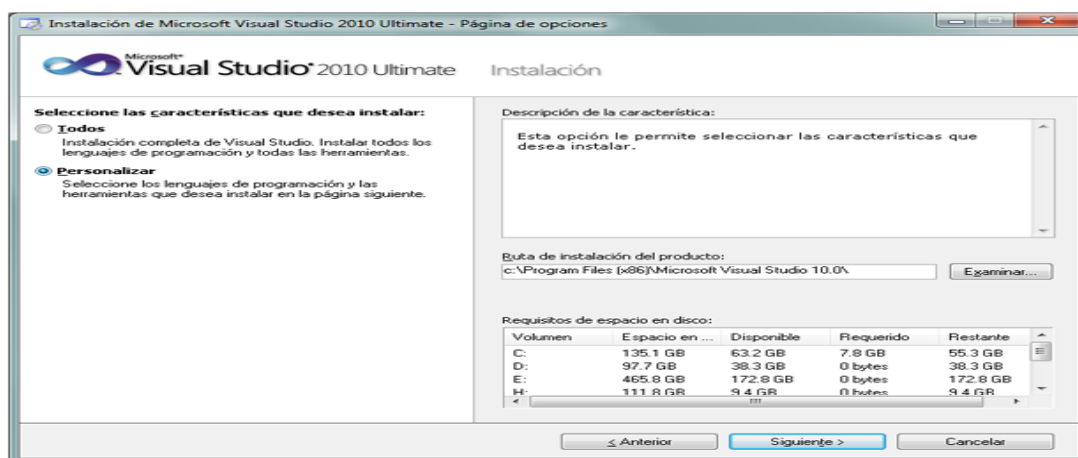 Instalación de Microsoft Visual Studio 2010 Ultimate - Página de opciones
Microsoft®
Visual Studio® 2010 Ultimate
Instalación
Seleccione las características que desea instalar:
Todos
Instalación completa de Visual Studio. Instalar todos los
lenguajes de programación y todas las herramientas.
Personalizar
Seleccione los lenguajes de programación y las
herramientas que desea instalar en la página siguiente.
Descripción de la característica:
Esta opción le permite seleccionar las características que
desea instalar.
Ruta de instalación del producto:
c:\Program Files (x86)\Microsoft Visual Studio 10.0\
Examinar...
Requisitos de espacio en disco:
Volumen Espacio en ... Disponible Requerido Restante
C: 135.1 GB 63.2 GB 7.8 GB 55.3 GB
D: 97.7 GB 38.3 GB 0 bytes 38.3 GB
E: 465.8 GB 172.8 GB 0 bytes 172.8 GB
H: 111.8 GB 9.4 GB 0 bytes 9.4 GB
< Anterior
Siguiente >
Cancelar